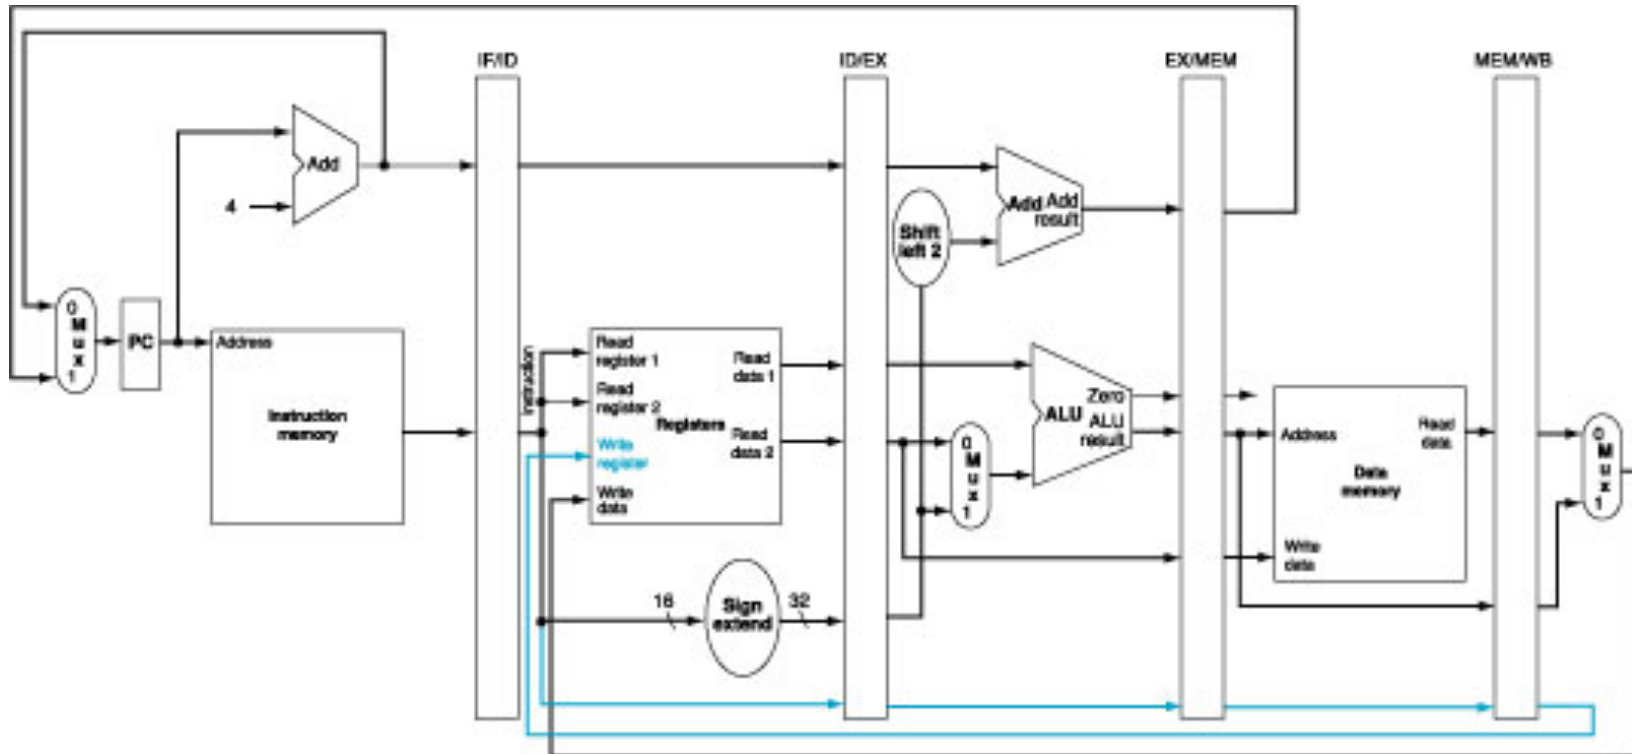 IF/ID
ID/EX
EX/MEM
MEM/WB
Add
4
Shift
left 2
Add Add
result
0
M
u
x
1
PC
Address
Instruction
memory
Instruction
Read
register 1
Read
register 2
Write
register
Write
data
Registers
Read
data 1
Read
data 2
0
M
u
x
1
ALU
Zero
ALU
result
Address
Write
data
Data
memory
Read
data
0
M
u
x
1
16
Sign
extend
32